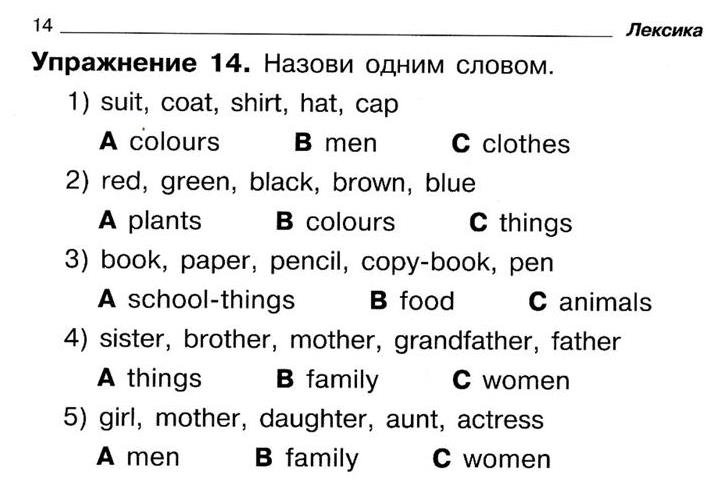 14 Лексика
Упражнение 14. Назови одним словом.
1) suit, coat, shirt, hat, cap
A colours B men C clothes
2) red, green, black, brown, blue
A plants B colours C things
3) book, paper, pencil, copy-book, pen
A school-things B food C animals
4) sister, brother, mother, grandfather, father
A things B family C women
5) girl, mother, daughter, aunt, actress
A men B family C women